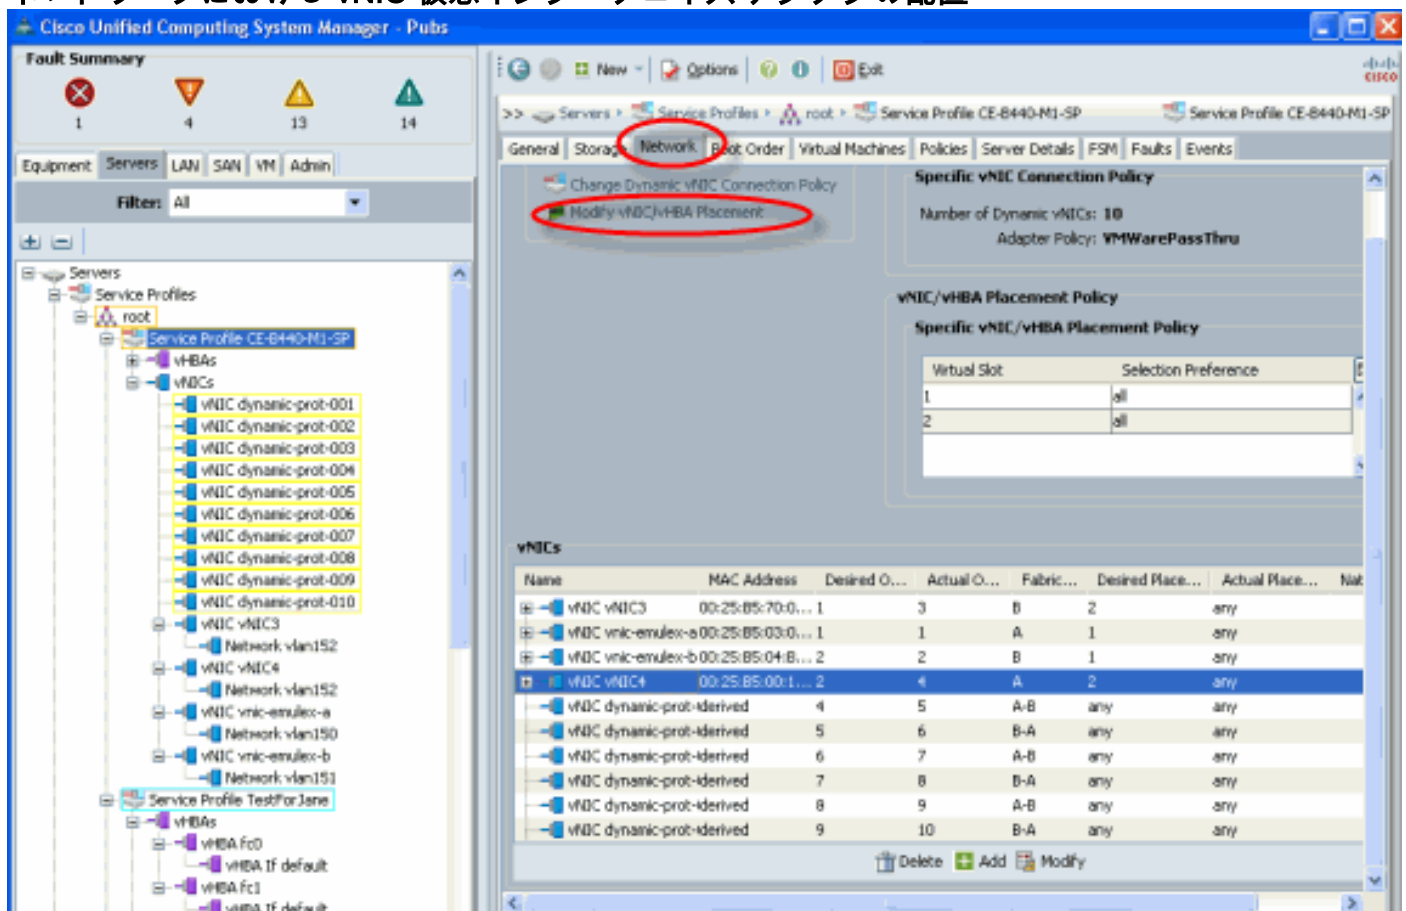 Cisco Unified Computing System Manager - Pubs
Fault Summary
1 4 13 14
Equipment Servers LAN SAN VM Admin
Filter: All
Servers
Service Profiles
root
Service Profile CE-B440-M1-SP
vHBAs
vNICs
vNIC dynamic-prot-001
vNIC dynamic-prot-002
vNIC dynamic-prot-003
vNIC dynamic-prot-004
vNIC dynamic-prot-005
vNIC dynamic-prot-006
vNIC dynamic-prot-007
vNIC dynamic-prot-008
vNIC dynamic-prot-009
vNIC dynamic-prot-010
vNIC vNIC3
Network vlan152
vNIC vNIC4
Network vlan152
vNIC vnic-emulex-a
Network vlan150
vNIC vnic-emulex-b
Network vlan151
Service Profile TestForJane
vHBAs
vHBA fc0
vHBA If default
vHBA fc1
vHBA If default
New Options Exit
CISCO
>> Servers Service Profiles root Service Profile CE-B440-M1-SP Service Profile CE-B440-M1-SP
General Storage Network Boot Order Virtual Machines Policies Server Details FSM Faults Events
Change Dynamic vNIC Connection Policy
Modify vNIC/vHBA Placement
Specific vNIC Connection Policy
Number of Dynamic vNICs: 10
Adapter Policy: VMWarePassThru
vNIC/vHBA Placement Policy
Specific vNIC/vHBA Placement Policy
Virtual Slot Selection Preference
1 all
2 all
vNICs
Name MAC Address Desired O... Actual O... Fabric... Desired Place... Actual Place... Nat
vNIC vNIC3 00:25:B5:70:0... 1 3 B 2 any
vNIC vnic-emulex-a 00:25:B5:03:0... 1 1 A 1 any
vNIC vnic-emulex-b 00:25:B5:04:B... 2 2 B 1 any
vNIC vNIC4 00:25:B5:00:1... 2 4 A 2 any
vNIC dynamic-prot- derived 4 5 A-B any any
vNIC dynamic-prot- derived 5 6 B-A any any
vNIC dynamic-prot- derived 6 7 A-B any any
vNIC dynamic-prot- derived 7 8 B-A any any
vNIC dynamic-prot- derived 8 9 A-B any any
vNIC dynamic-prot- derived 9 10 B-A any any
Delete Add Modify